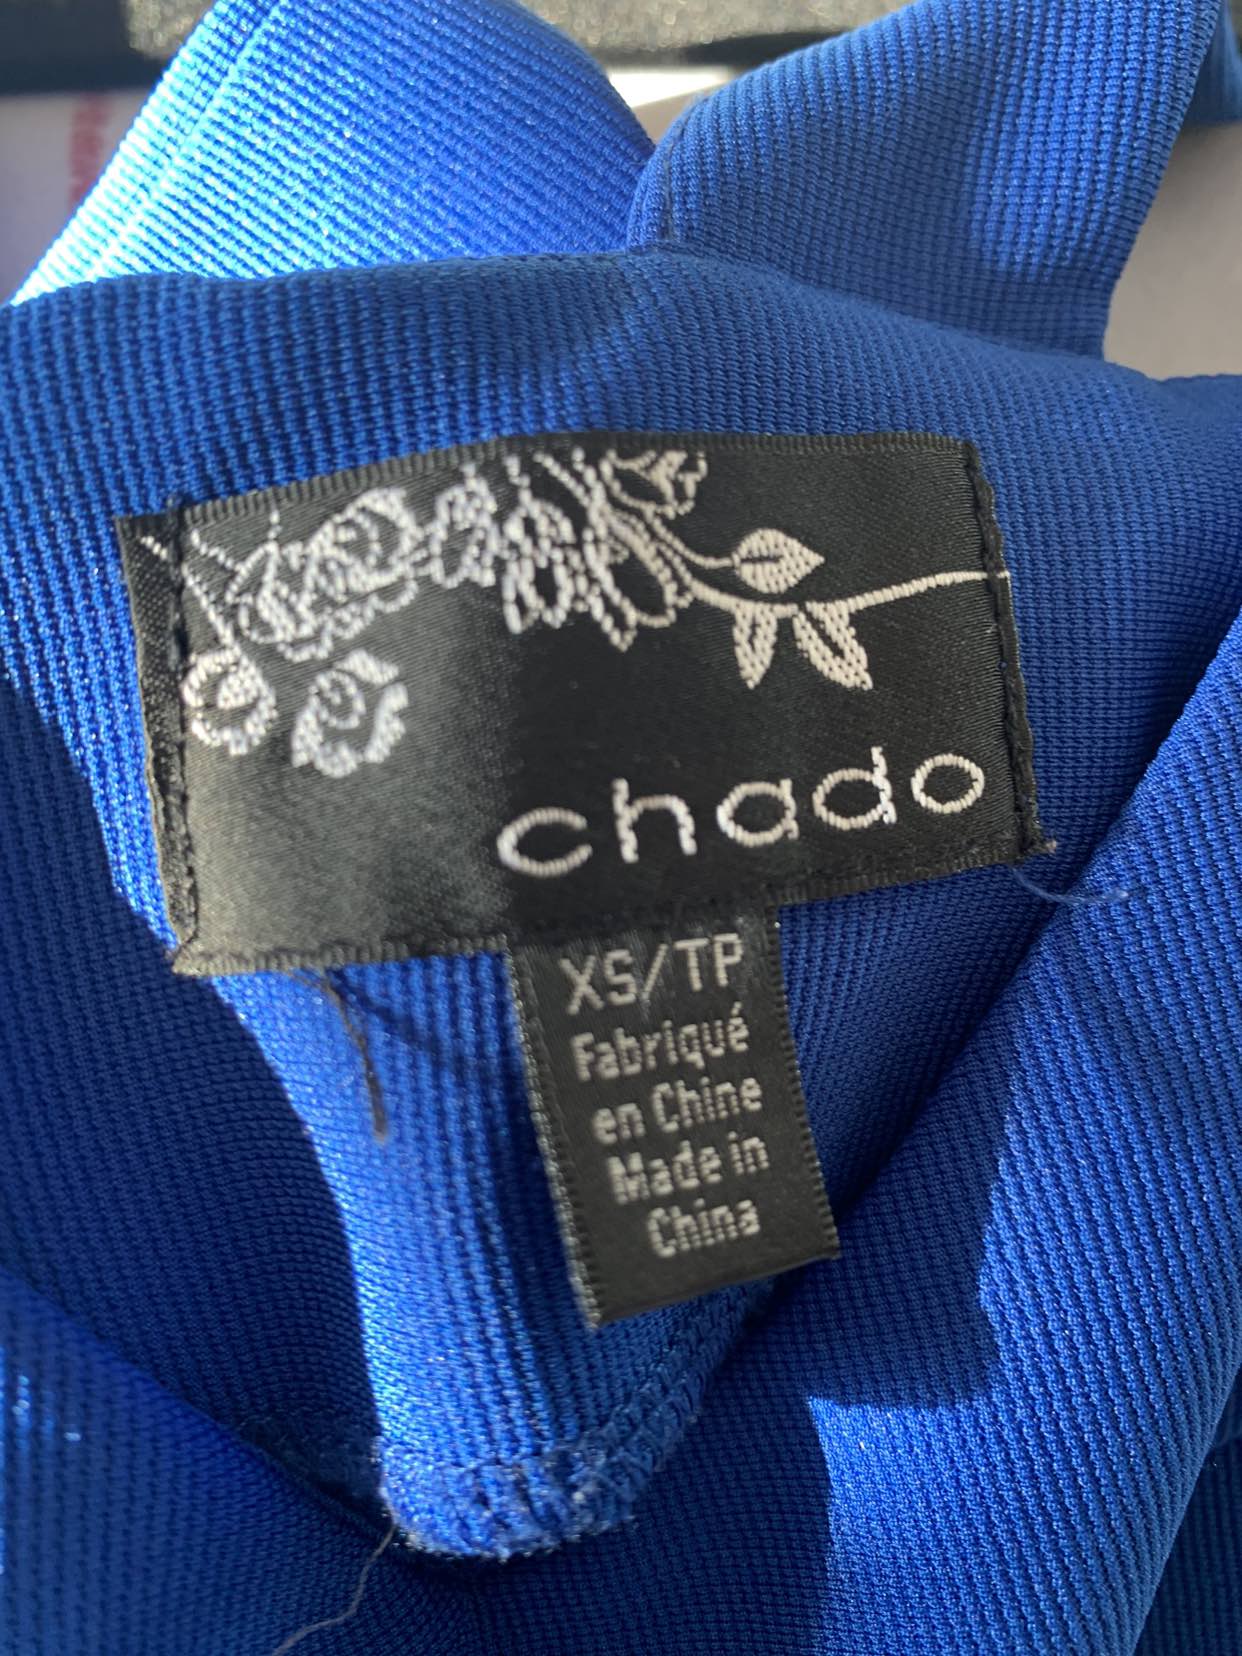 chado
XS/TP
Fabriqué
en Chine
Made in
China